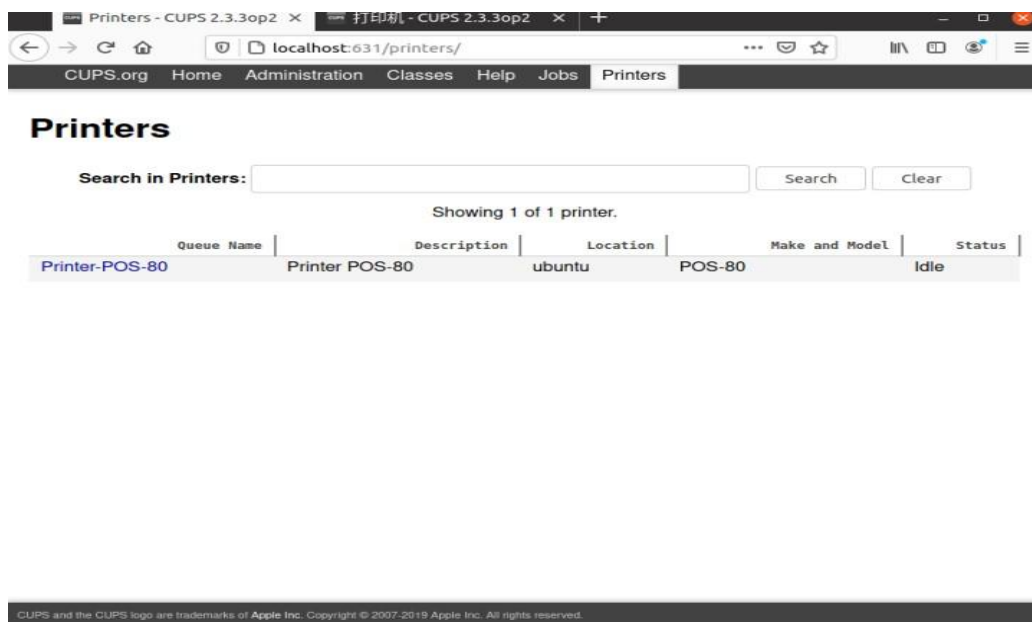 Printers - CUPS 2.3.3op2 打印机 - CUPS 2.3.3op2
localhost:631/printers/
CUPS.org Home Administration Classes Help Jobs Printers
Printers
Search in Printers: Search Clear
Showing 1 of 1 printer.
Queue Name Description Location Make and Model Status
Printer-POS-80 Printer POS-80 ubuntu POS-80 Idle
CUPS and the CUPS logo are trademarks of Apple Inc. Copyright © 2007-2019 Apple Inc. All rights reserved.